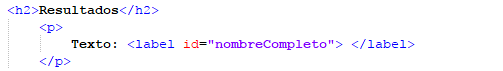 <h2>Resultados</h2>
<p>
Texto: <label id="nombreCompleto"> </label>
</p>